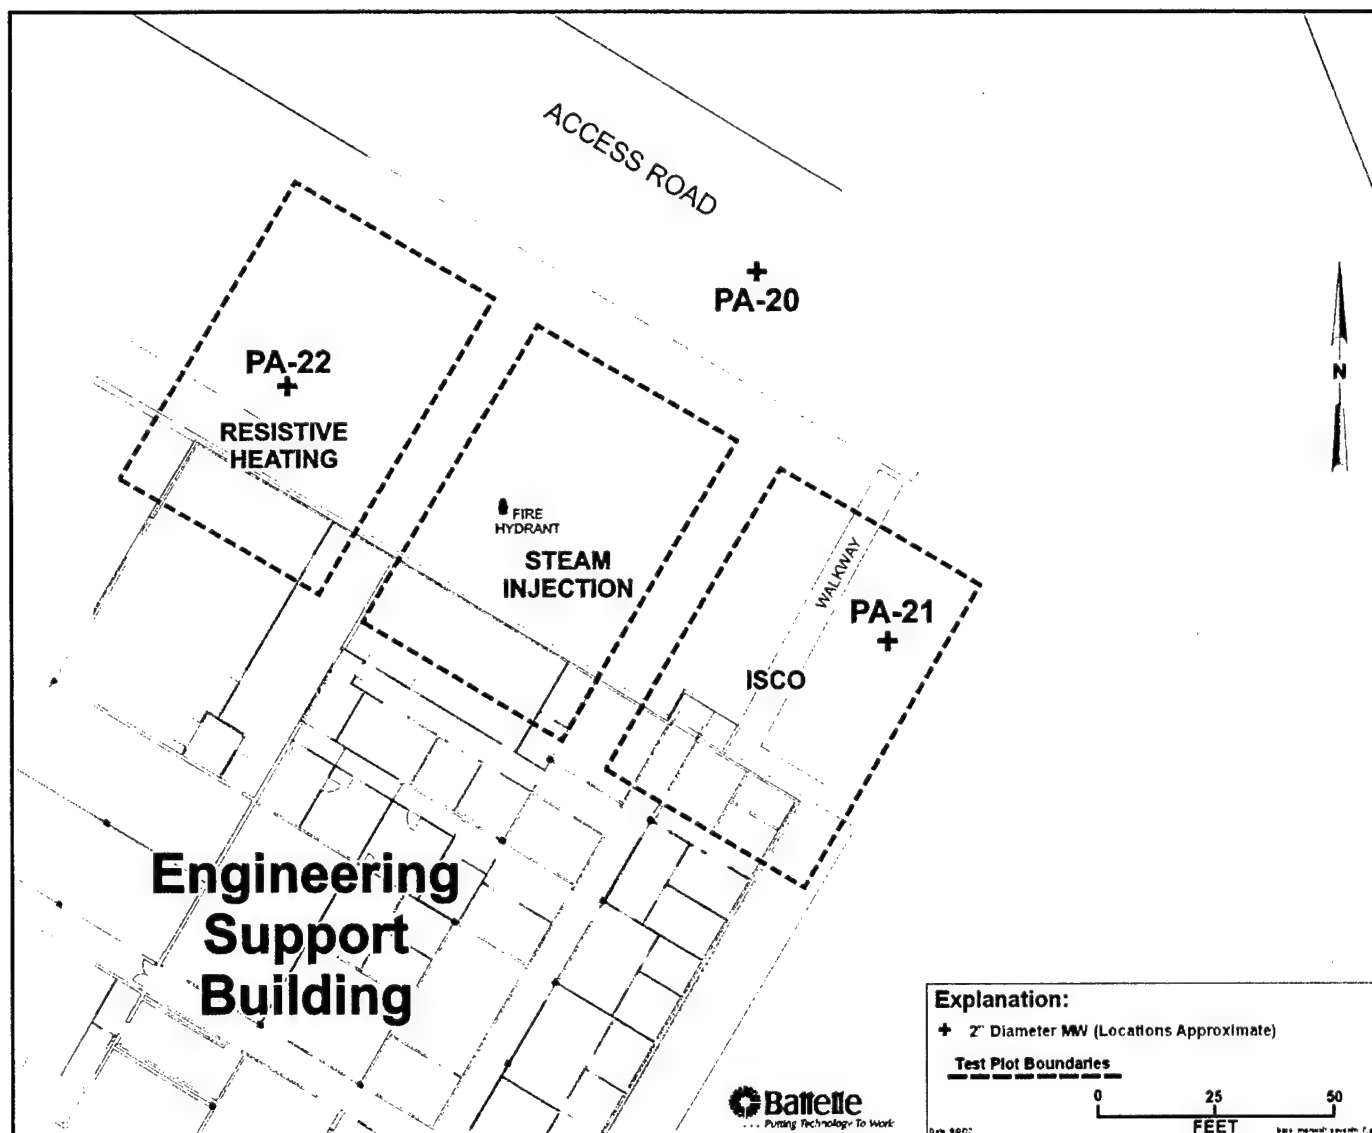 ACCESS ROAD
PA-20
PA-22
RESISTIVE
HEATING
N
FIRE
HYDRANT
STEAM
INJECTION
WALKWAY
PA-21
ISCO
Engineering
Support
Building
Explanation:
+ 2" Diameter MW (Locations Approximate)
Test Plot Boundaries
0 25 50
FEET
Battelle
... Putting Technology To Work